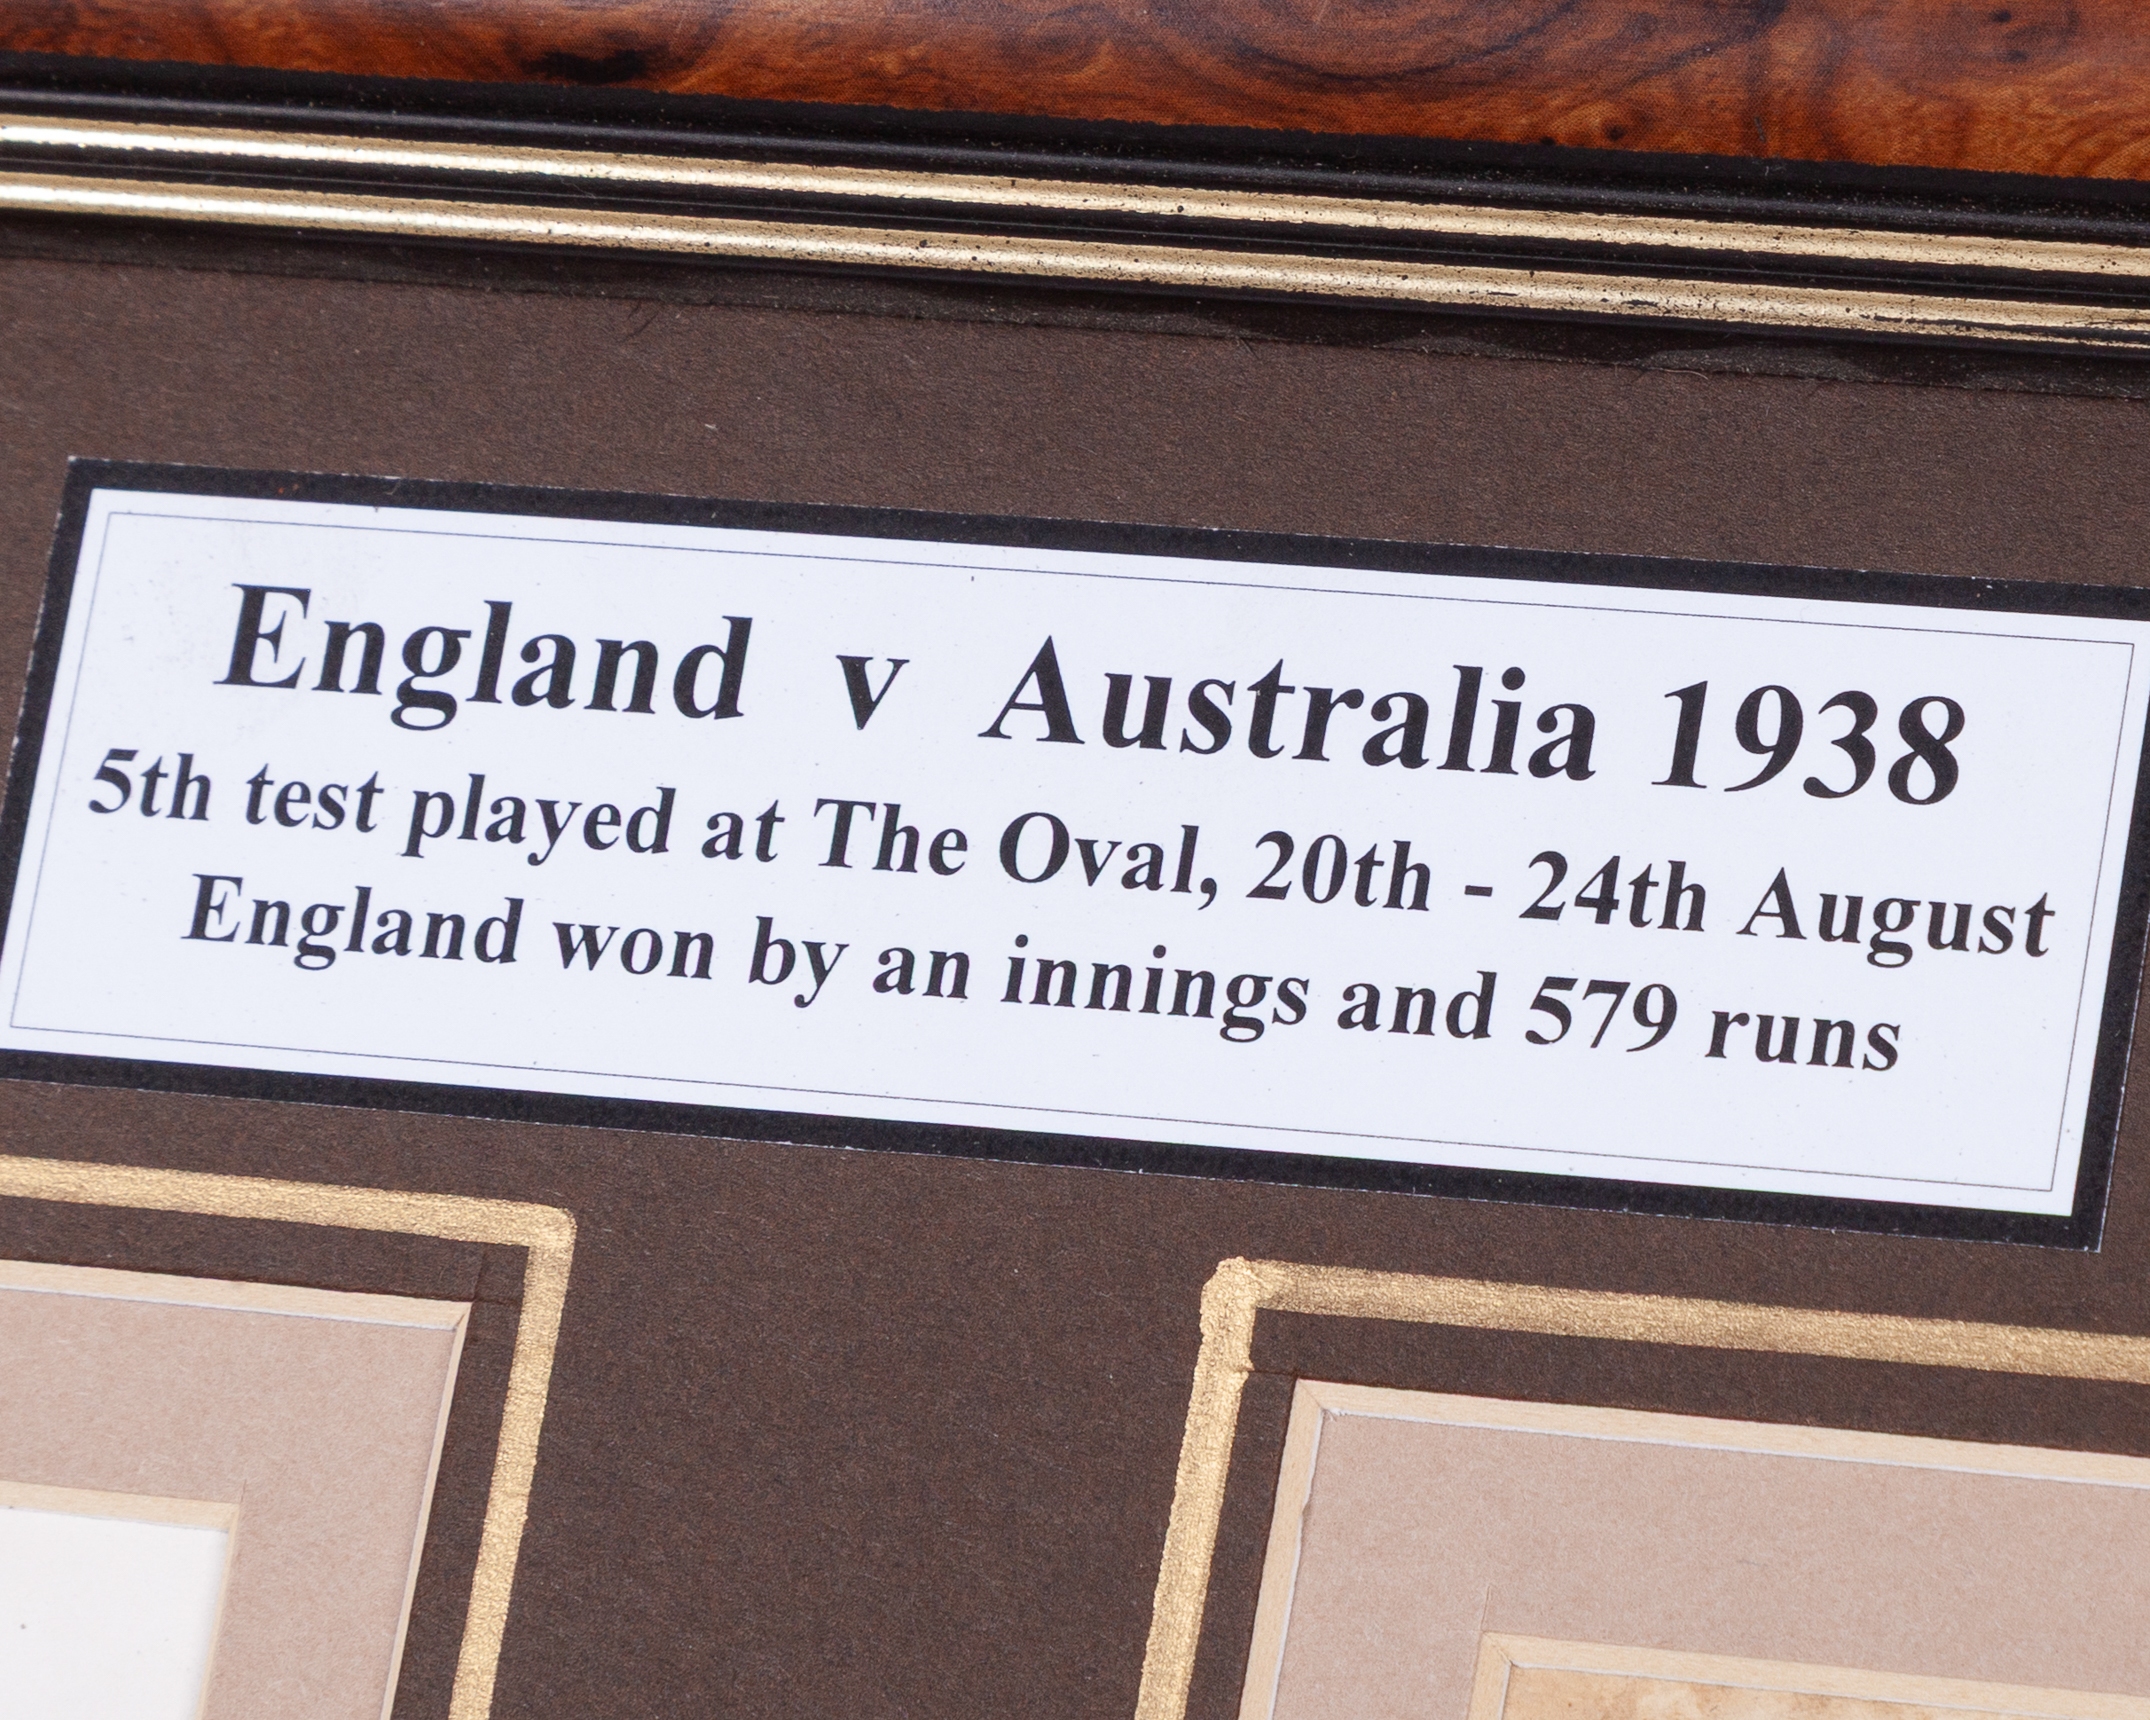 England v Australia 1938
5th test played at The Oval, 20th - 24th August
England won by an innings and 579 runs